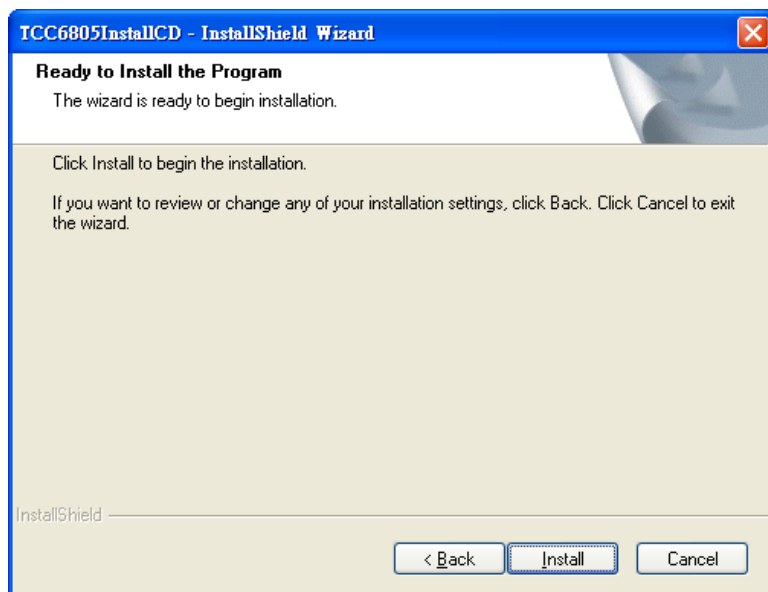 TCC6805InstallCD - InstallShield Wizard
Ready to Install the Program
The wizard is ready to begin installation.
Click Install to begin the installation.
If you want to review or change any of your installation settings, click Back. Click Cancel to exit
the wizard.
InstallShield
< Back
Install
Cancel